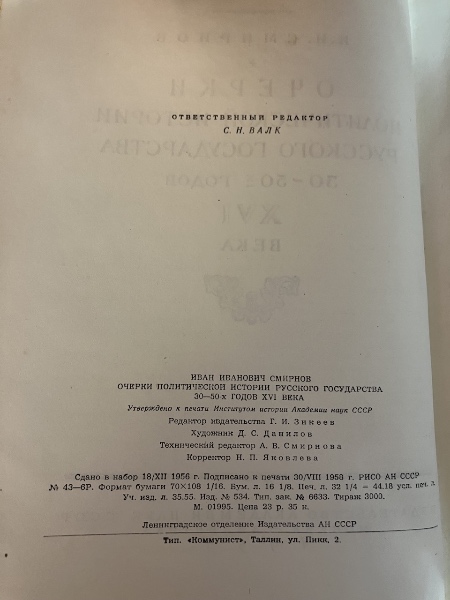 ОТВЕТСТВЕННЫЙ РЕДАКТОР
С. Н. ВАЛК
ИВАН ИВАНОВИЧ СМИРНОВ
ОЧЕРКИ ПОЛИТИЧЕСКОЙ ИСТОРИИ РУССКОГО ГОСУДАРСТВА
30—50-х ГОДОВ XVI ВЕКА
Утверждено к печати Институтом истории Академии наук СССР
Редактор издательства Г. И. Зикеев
Художник Д. С. Данилов
Технический редактор А. В. Смирнова
Корректор Н. П. Яковлева
Сдано в набор 18/XII 1956 г. Подписано к печати 30/VIII 1958 г. РИСО АН СССР
№ 43—6Р. Формат бумаги 70×108 1/16. Бум. л. 16 1/8. Печ. л. 32 1/4 = 44.18 усл. печ. л.
Уч. изд. л. 35.55. Изд. № 534. Тип. зак. № 6633. Тираж 3000.
М. 01995. Цена 23 р. 35 к.
Ленинградское отделение Издательства АН СССР
Тип. «Коммунист», Таллин, ул. Пикк, 2.